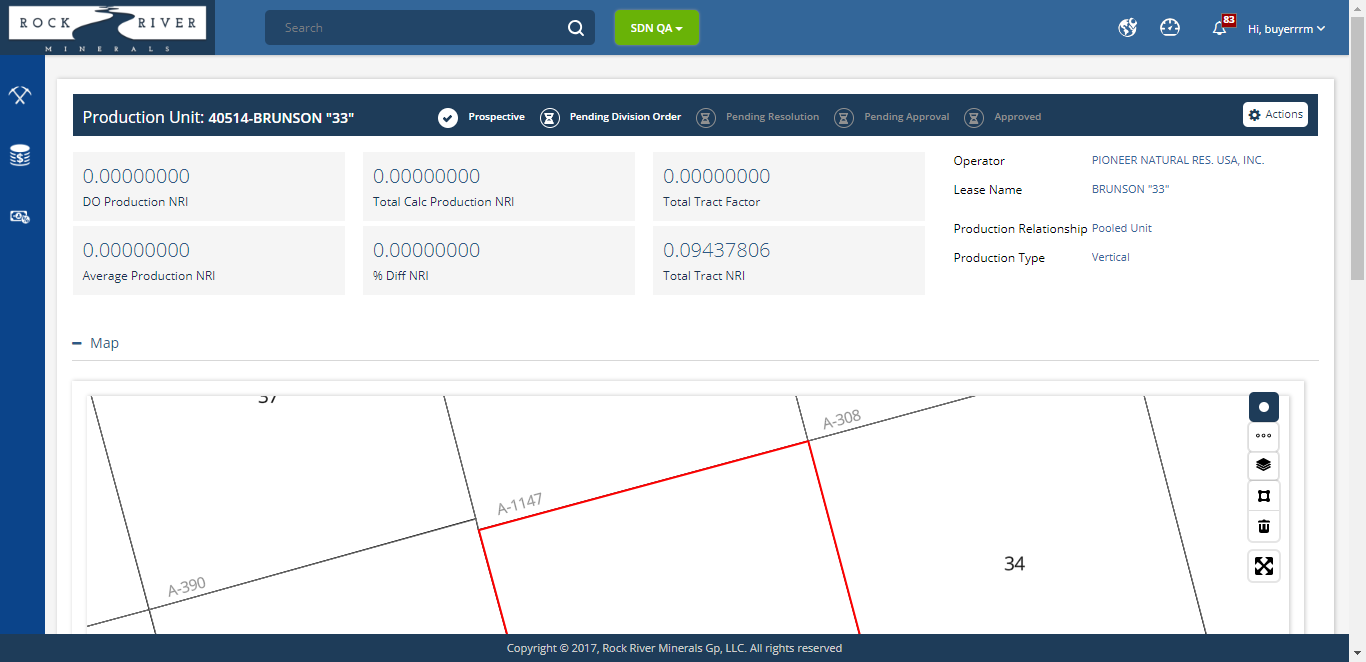 ROCK RIVER
MINERALS
Search
SDN QA
83
Hi, buyerrrm
Production Unit: 40514-BRUNSON "33"
Prospective
Pending Division Order
Pending Resolution
Pending Approval
Approved
Actions
0.00000000
DO Production NRI
0.00000000
Total Calc Production NRI
0.00000000
Total Tract Factor
0.00000000
Average Production NRI
0.00000000
% Diff NRI
0.09437806
Total Tract NRI
Operator PIONEER NATURAL RES. USA, INC.
Lease Name BRUNSON "33"
Production Relationship Pooled Unit
Production Type Vertical
Map
37
A-308
A-1147
34
A-390
Copyright © 2017, Rock River Minerals Gp, LLC. All rights reserved